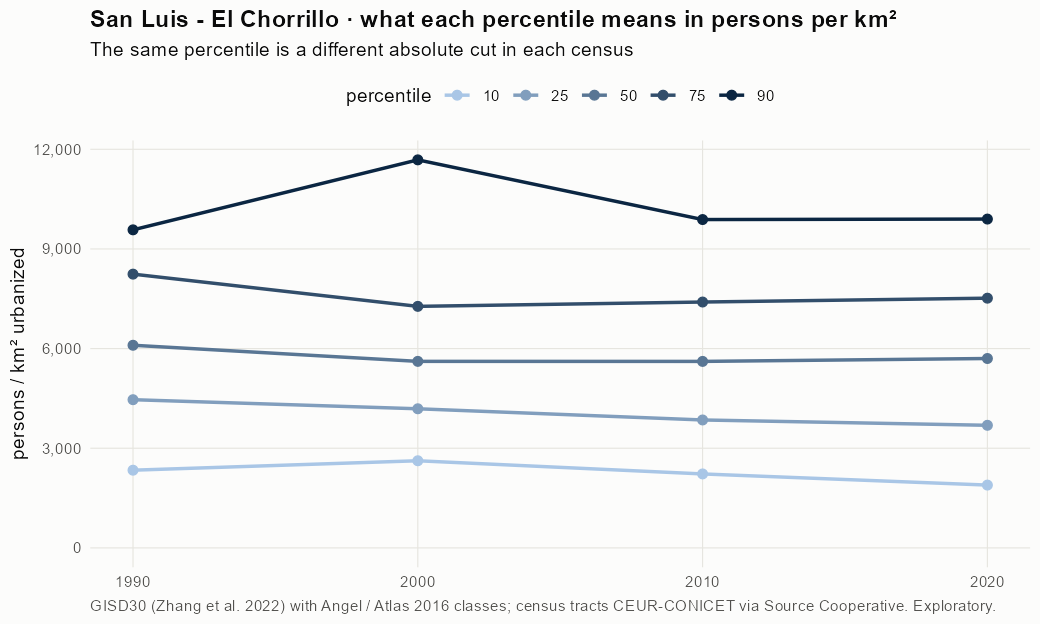 San Luis - El Chorrillo · what each percentile means in persons per km²
The same percentile is a different absolute cut in each census
percentile 10 25 50 75 90
12,000
9,000
6,000
3,000
0
persons / km² urbanized
1990 2000 2010 2020
GISD30 (Zhang et al. 2022) with Angel / Atlas 2016 classes; census tracts CEUR-CONICET via Source Cooperative. Exploratory.